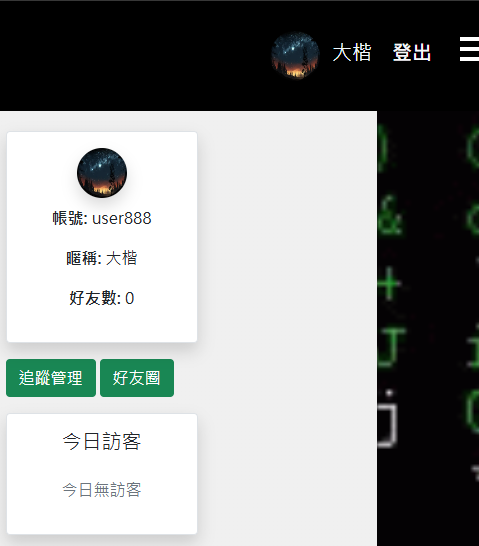 大楷 登出
帳號: user888
暱稱: 大楷
好友數: 0
追蹤管理 好友圈
今日訪客
今日無訪客
&
+
J
j